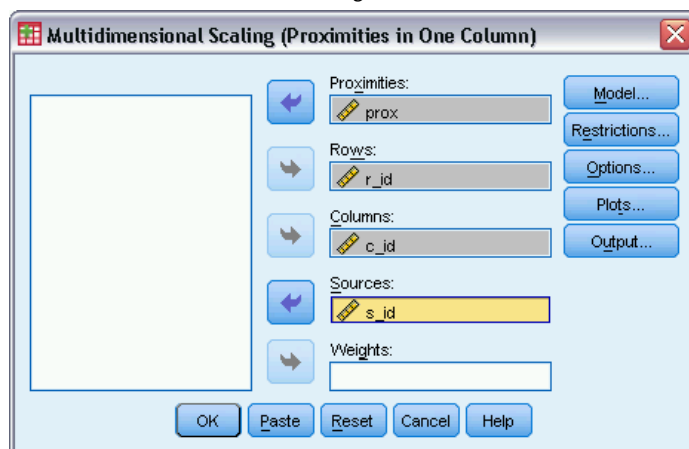 Multidimensional Scaling (Proximities in One Column)
Proximities:
prox
Rows:
r_id
Columns:
c_id
Sources:
s_id
Weights:
Model...
Restrictions...
Options...
Plots...
Output...
OK Paste Reset Cancel Help